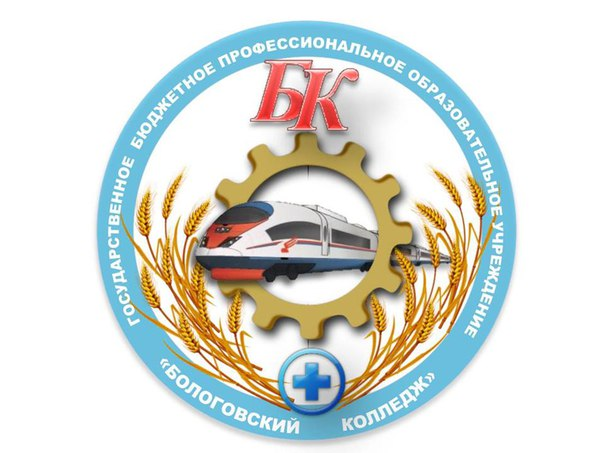 ГОСУДАРСТВЕННОЕ БЮДЖЕТНОЕ ПРОФЕССИОНАЛЬНОЕ ОБРАЗОВАТЕЛЬНОЕ УЧРЕЖДЕНИЕ
БК
«БОЛОГОВСКИЙ КОЛЛЕДЖ»